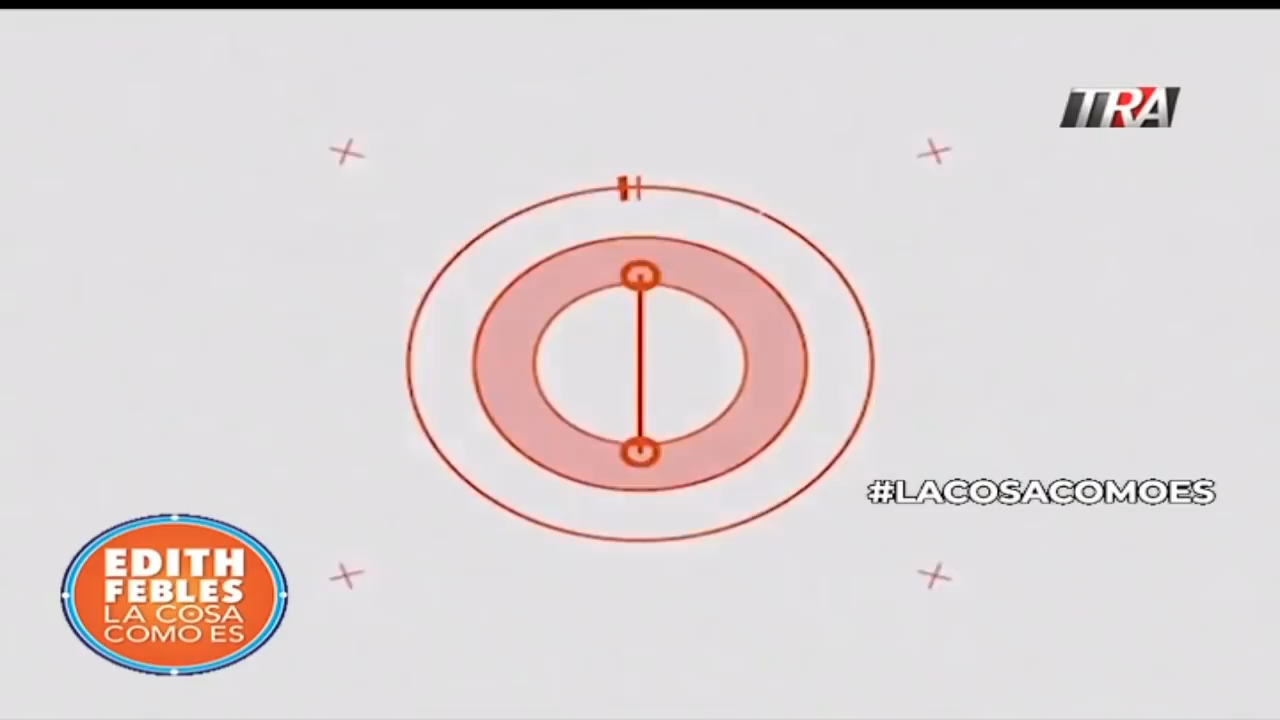 TRA
#LACOSACOMOES
EDITH
FEBLES
LA COSA
COMO ES